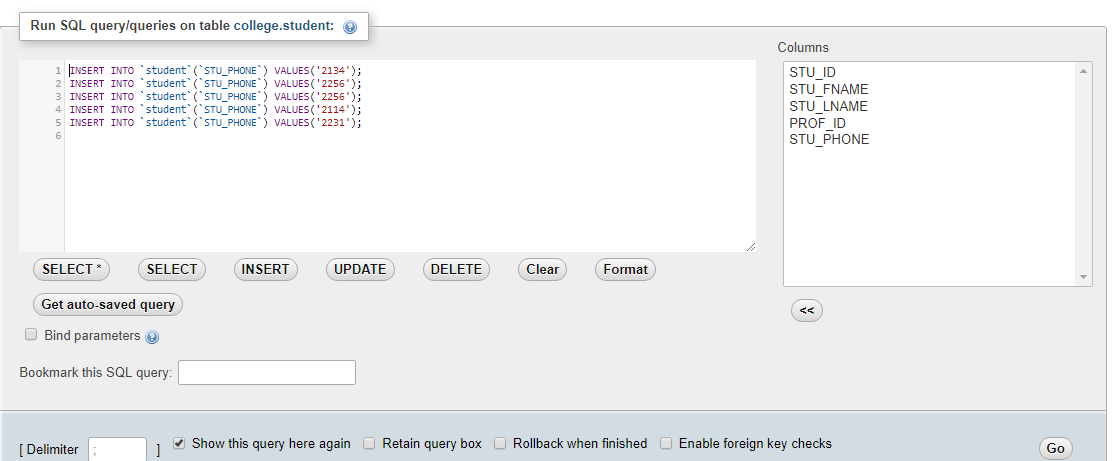 Run SQL query/queries on table college.student:
Columns
1 INSERT INTO `student`(`STU_PHONE`) VALUES('2134');
2 INSERT INTO `student`(`STU_PHONE`) VALUES('2256');
3 INSERT INTO `student`(`STU_PHONE`) VALUES('2256');
4 INSERT INTO `student`(`STU_PHONE`) VALUES('2114');
5 INSERT INTO `student`(`STU_PHONE`) VALUES('2231');
6
STU_ID
STU_FNAME
STU_LNAME
PROF_ID
STU_PHONE
SELECT * SELECT INSERT UPDATE DELETE Clear Format
Get auto-saved query
<<
Bind parameters
Bookmark this SQL query:
[ Delimiter ; ] Show this query here again Retain query box Rollback when finished Enable foreign key checks Go